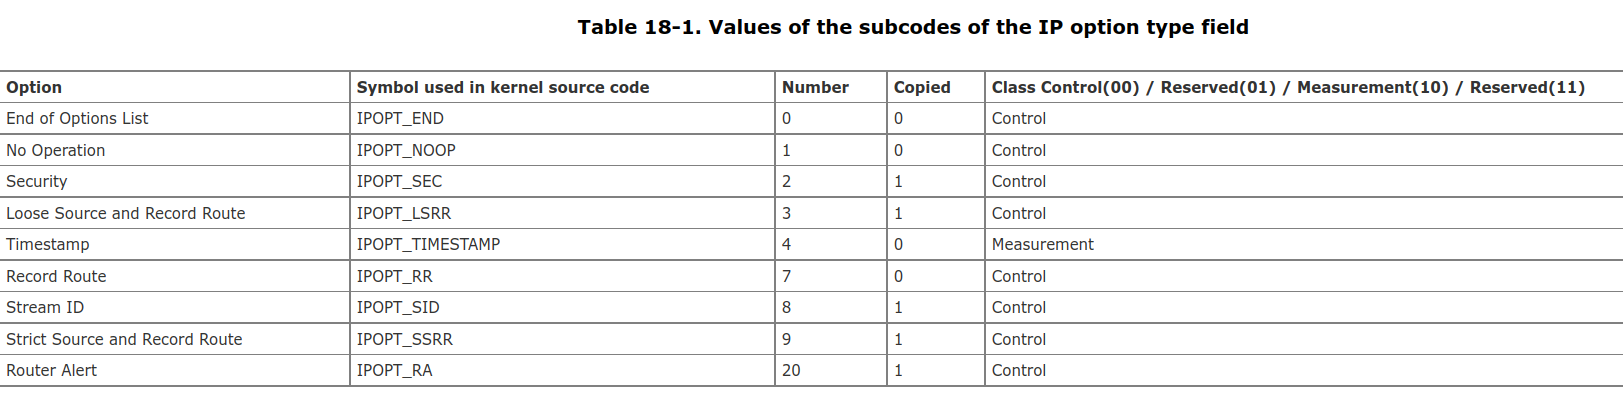 Table 18-1. Values of the subcodes of the IP option type field
Option Symbol used in kernel source code Number Copied Class Control(00) / Reserved(01) / Measurement(10) / Reserved(11)
End of Options List IPOPT_END 0 0 Control
No Operation IPOPT_NOOP 1 0 Control
Security IPOPT_SEC 2 1 Control
Loose Source and Record Route IPOPT_LSRR 3 1 Control
Timestamp IPOPT_TIMESTAMP 4 0 Measurement
Record Route IPOPT_RR 7 0 Control
Stream ID IPOPT_SID 8 1 Control
Strict Source and Record Route IPOPT_SSRR 9 1 Control
Router Alert IPOPT_RA 20 1 Control